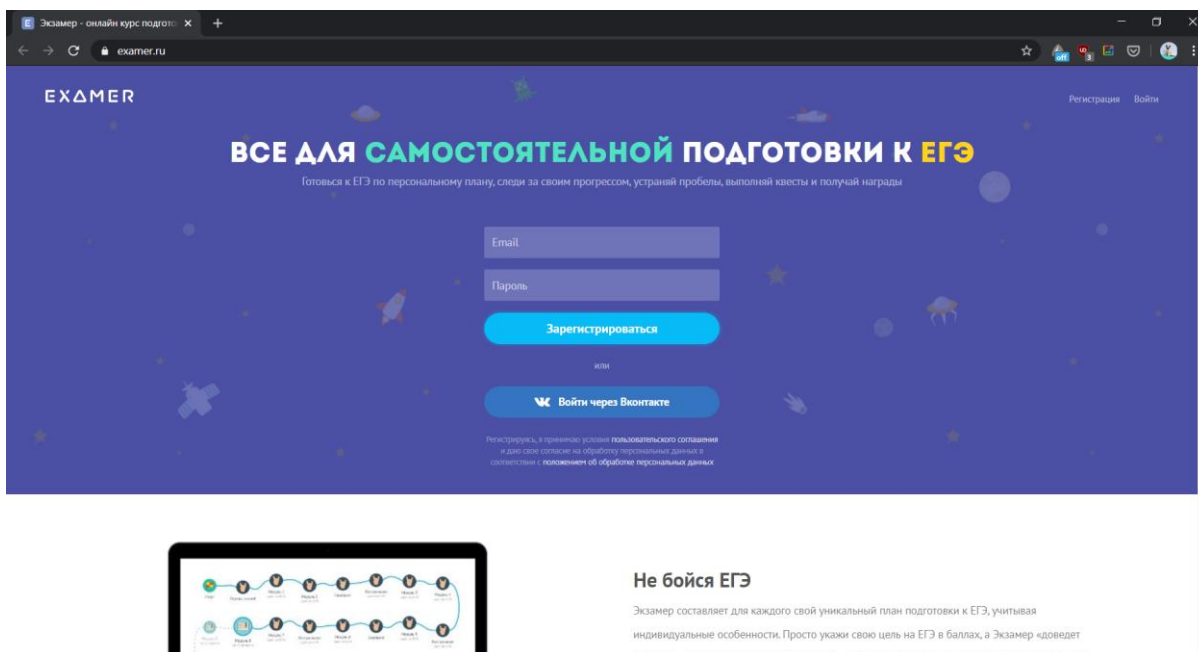 Экзамер - онлайн курс подгото
examer.ru
off
3
EXAMER
Регистрация Войти
ВСЕ ДЛЯ САМОСТОЯТЕЛЬНОЙ ПОДГОТОВКИ К ЕГЭ
Готовься к ЕГЭ по персональному плану, следи за своим прогрессом, устраняй пробелы, выполняй квесты и получай награды
Email
Пароль
Зарегистрироваться
или
Войти через Вконтакте
Регистрируясь, я принимаю условия пользовательского соглашения
и даю свое согласие на обработку персональных данных в
соответствии с положением об обработке персональных данных
Не бойся ЕГЭ
Экзамер составляет для каждого свой уникальный план подготовки к ЕГЭ, учитывая
индивидуальные особенности. Просто укажи свою цель на ЕГЭ в баллах, а Экзамер «доведет